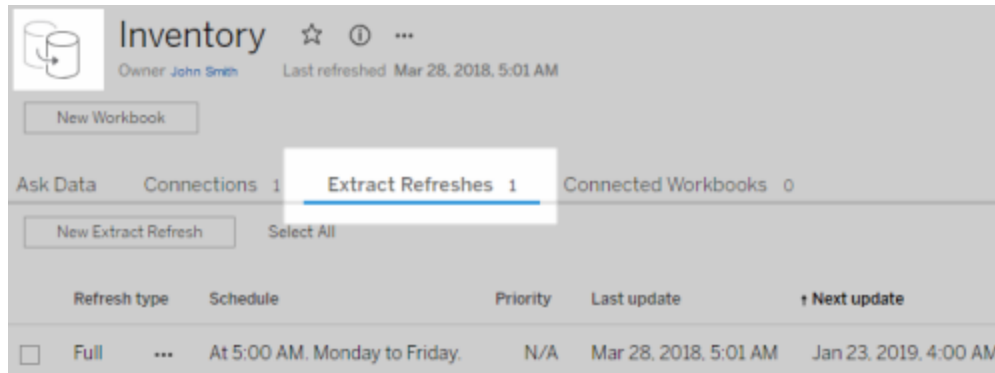 Inventory
Owner John Smith Last refreshed Mar 28, 2018, 5:01 AM
New Workbook
Ask Data Connections 1 Extract Refreshes 1 Connected Workbooks 0
New Extract Refresh Select All
Refresh type Schedule Priority Last update ↑ Next update
Full ••• At 5:00 AM, Monday to Friday. N/A Mar 28, 2018, 5:01 AM Jan 23, 2019, 4:00 AM